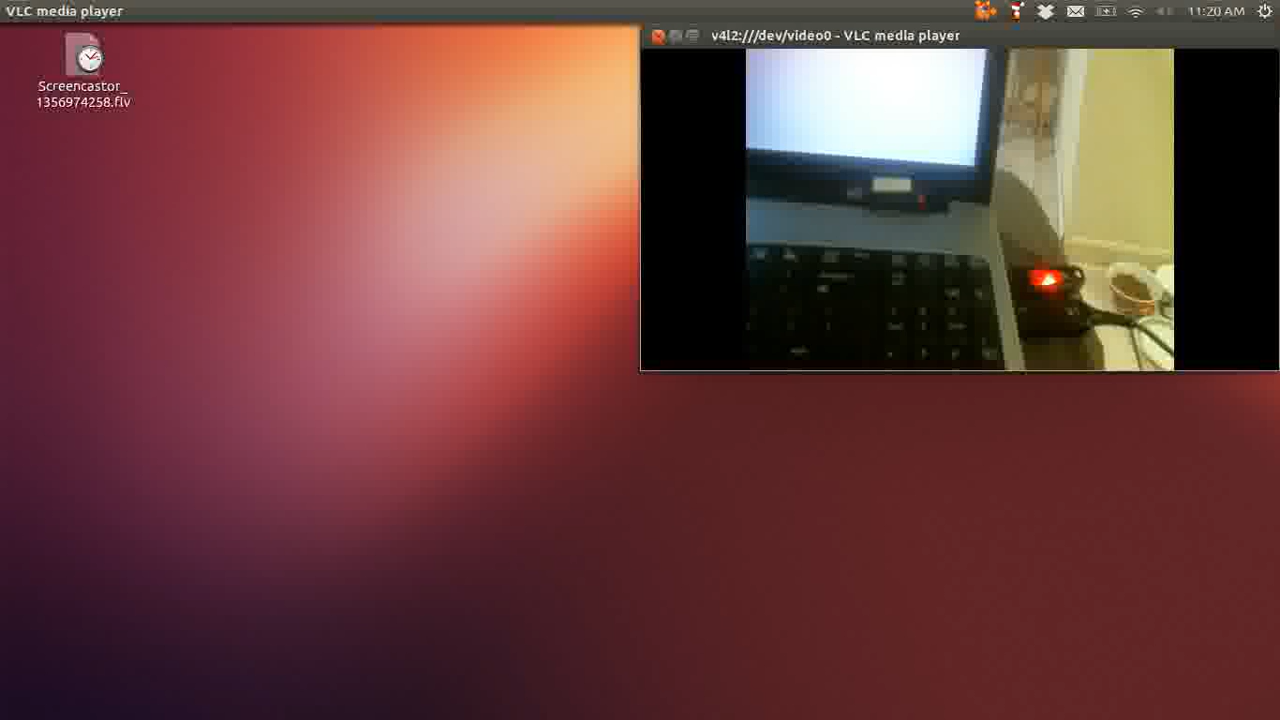 VLC media player
11:20 AM
v4l2:///dev/video0 - VLC media player
Screencastor_
1356974258.flv